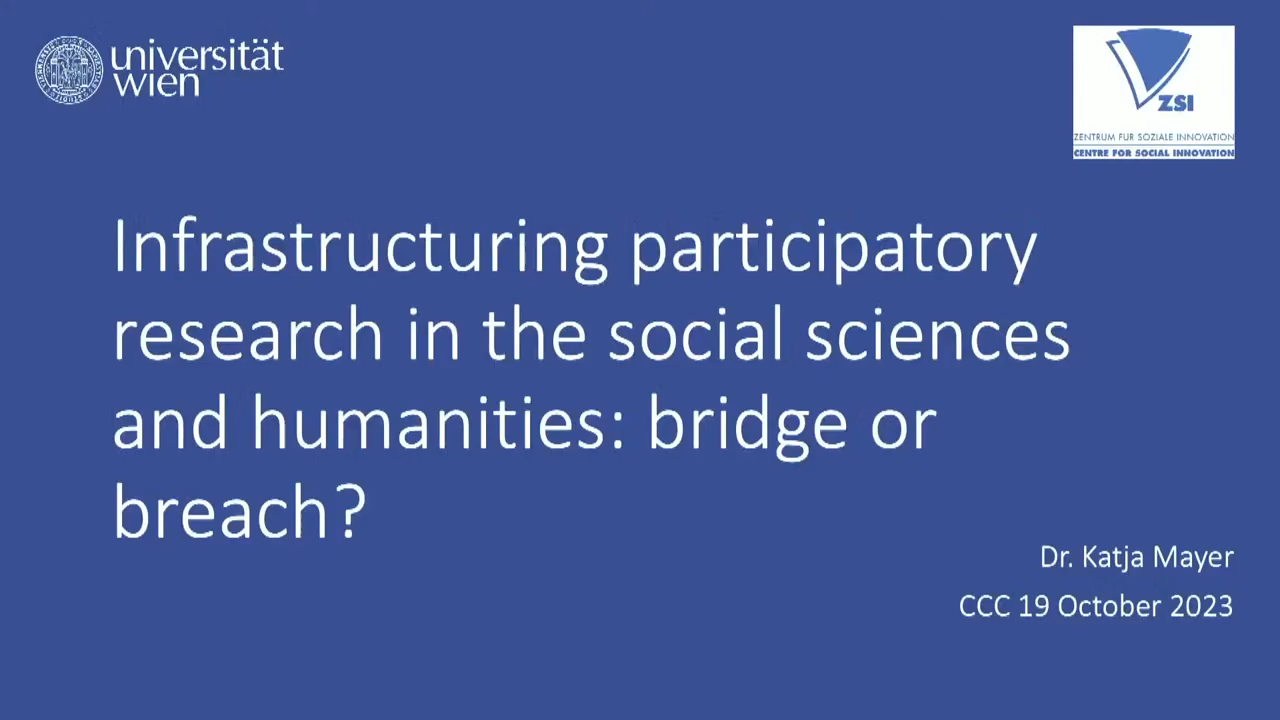 universität
wien
ZSI
ZENTRUM FÜR SOZIALE INNOVATION
CENTRE FOR SOCIAL INNOVATION
Infrastructuring participatory
research in the social sciences
and humanities: bridge or
breach?
Dr. Katja Mayer
CCC 19 October 2023